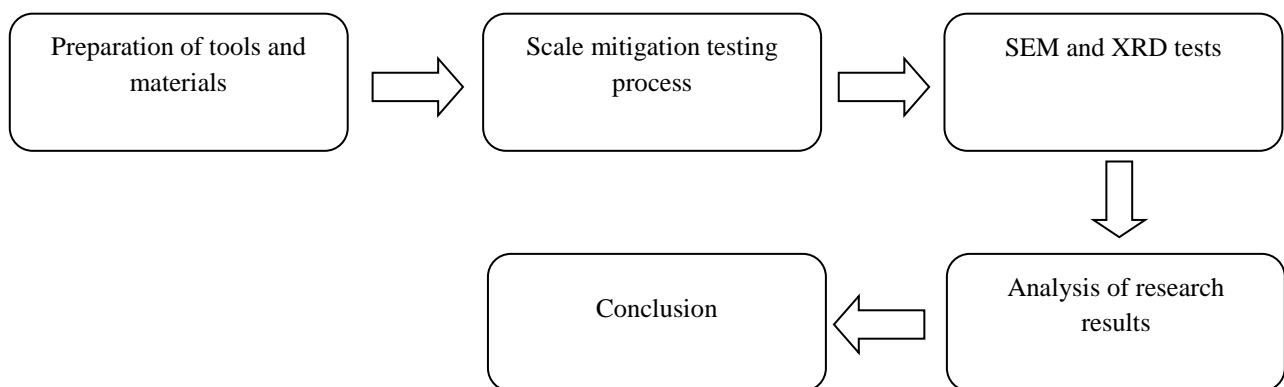 Preparation of tools and
materials
Scale mitigation testing
process
SEM and XRD tests
Analysis of research
results
Conclusion